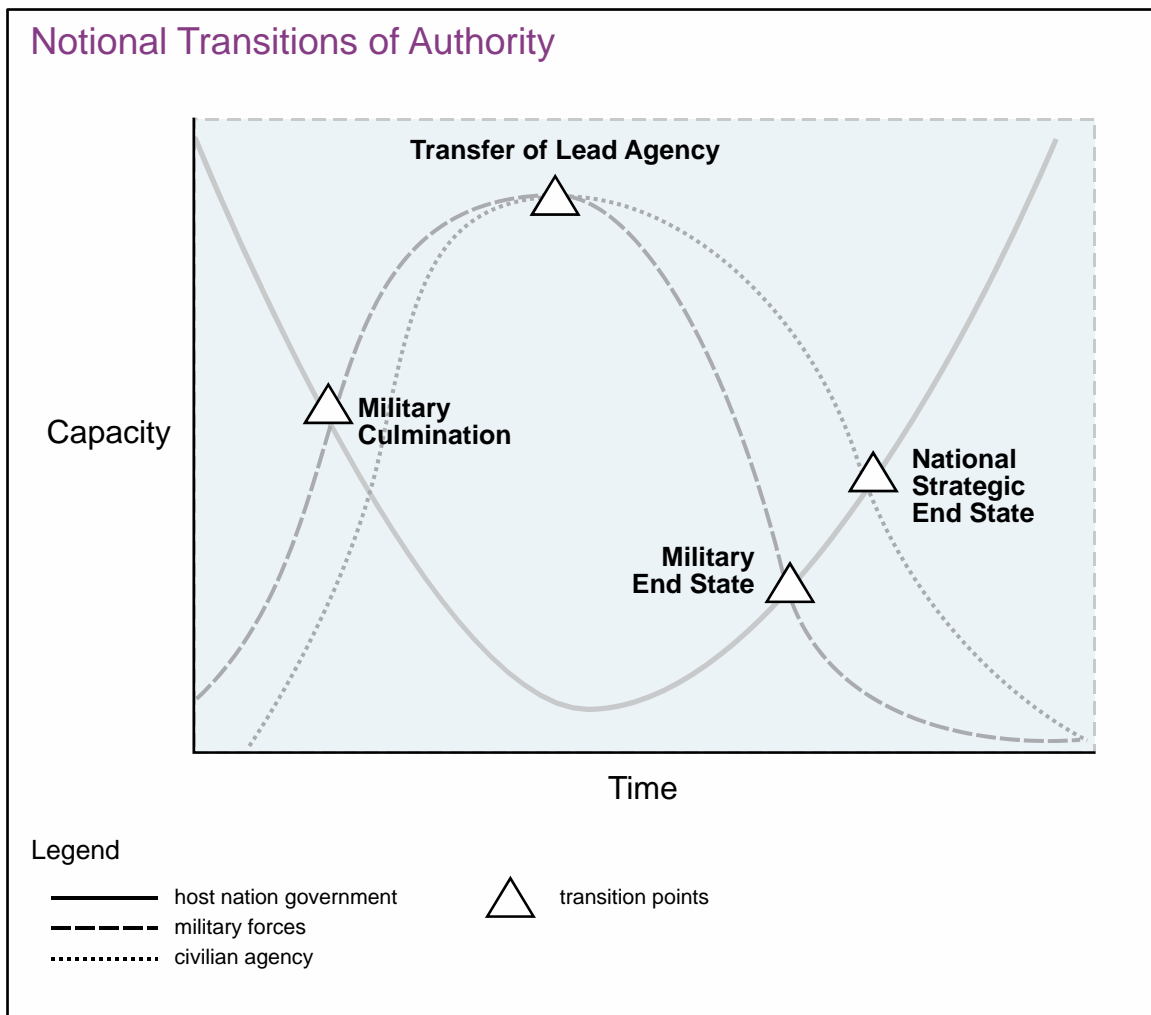 Notional Transitions of Authority
Transfer of Lead Agency
Military
Culmination
Capacity
National
Strategic
End State
Military
End State
Time
Legend
host nation government
transition points
military forces
civilian agency